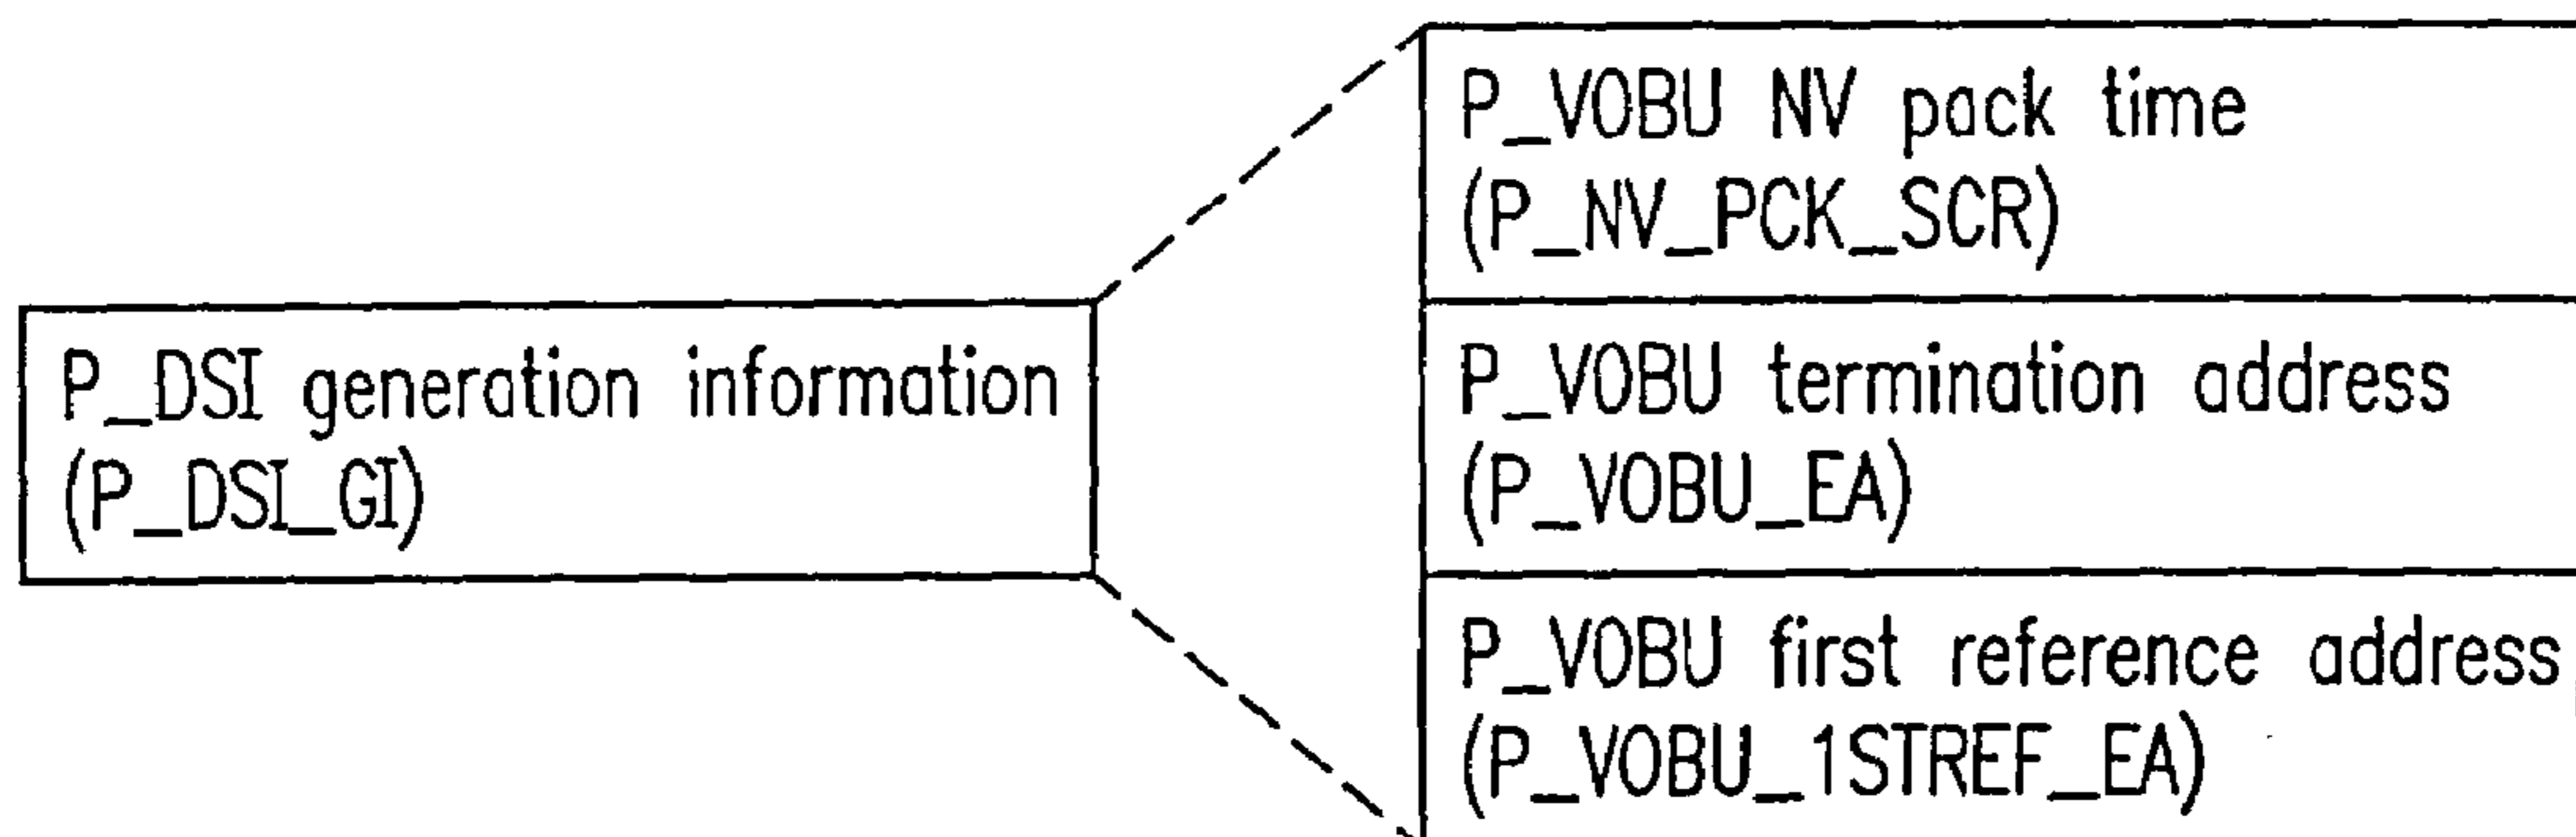 P_DSI generation information
(P_DSI_GI)
P_VOBU NV pack time
(P_NV_PCK_SCR)
P_VOBU termination address
(P_VOBU_EA)
P_VOBU first reference address
(P_VOBU_1STREF_EA)